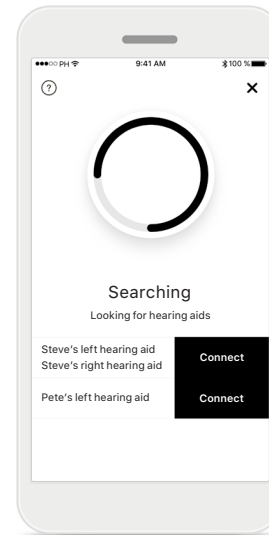 ●●●○○ PH 9:41 AM 100 %
?
Searching
Looking for hearing aids
Steve's left hearing aid
Steve's right hearing aid
Connect
Pete's left hearing aid
Connect